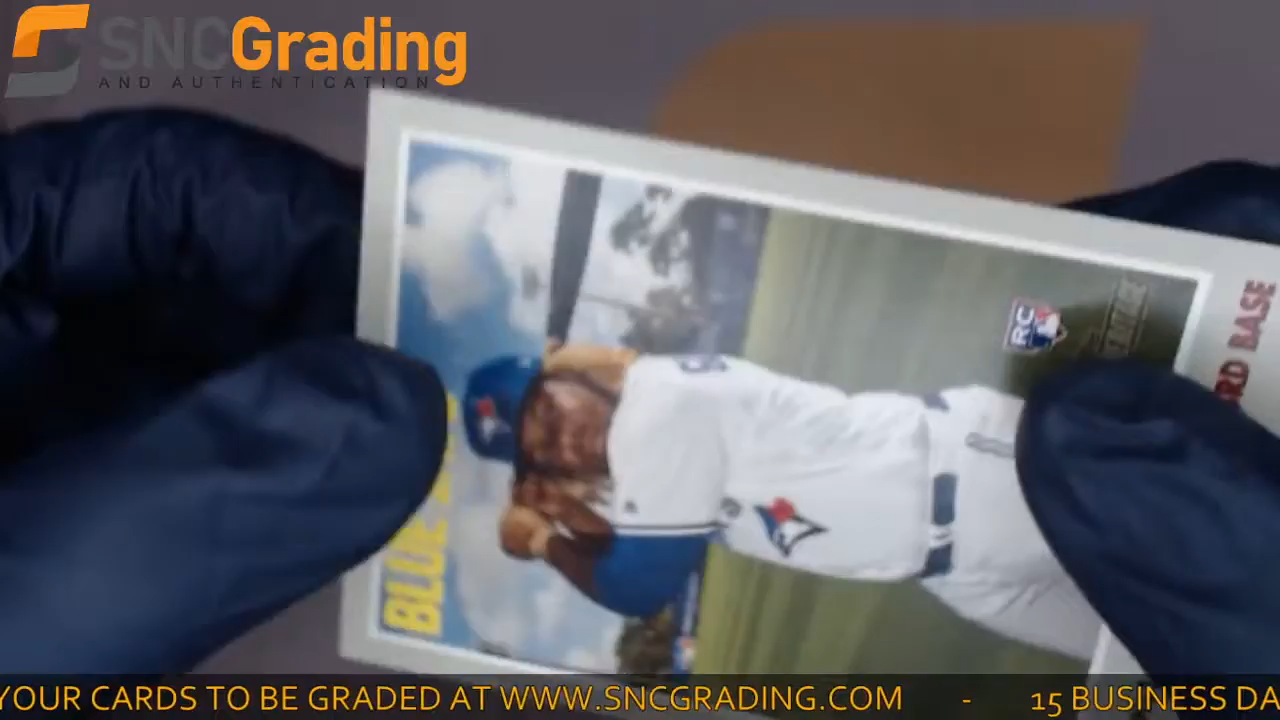 SNCGrading
AND AUTHENTICATION
RC
RD BASE
BLUE
YOUR CARDS TO BE GRADED AT WWW.SNCGRADING.COM - 15 BUSINESS DA